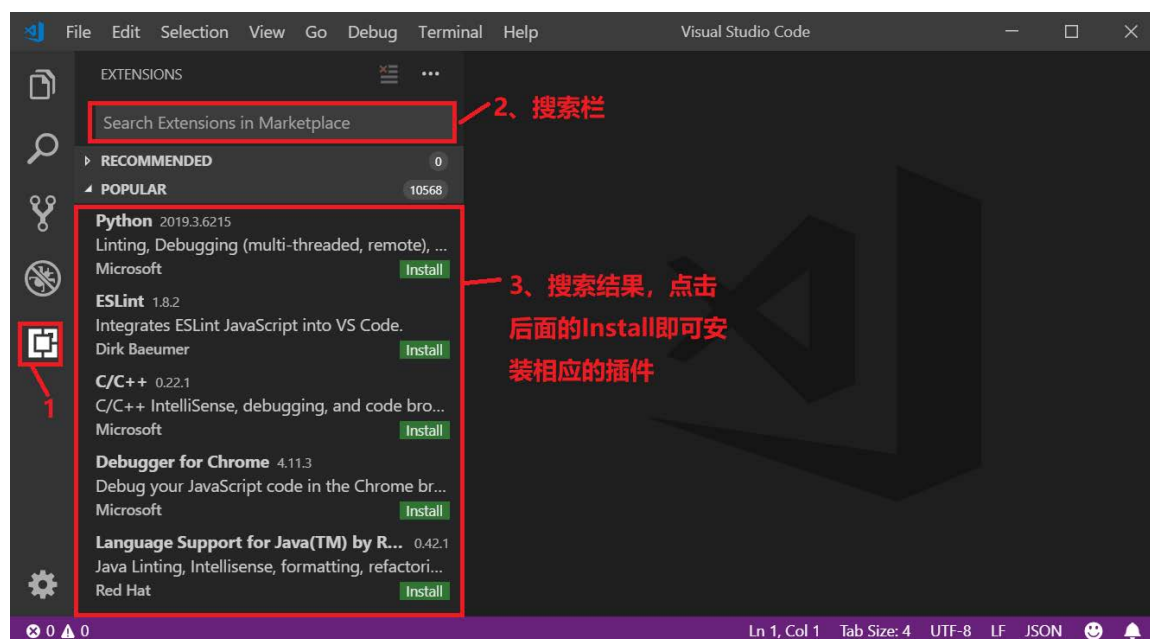 File Edit Selection View Go Debug Terminal Help Visual Studio Code
EXTENSIONS
Search Extensions in Marketplace
2、搜索栏
RECOMMENDED 0
POPULAR 10568
Python 2019.3.6215
Linting, Debugging (multi-threaded, remote), ...
Microsoft Install
ESLint 1.8.2
Integrates ESLint JavaScript into VS Code.
Dirk Baeumer Install
C/C++ 0.22.1
C/C++ IntelliSense, debugging, and code bro...
Microsoft Install
Debugger for Chrome 4.11.3
Debug your JavaScript code in the Chrome br...
Microsoft Install
Language Support for Java(TM) by R... 0.42.1
Java Linting, Intellisense, formatting, refactori...
Red Hat Install
1
3、搜索结果，点击
后面的Install即可安
装相应的插件
0 0 Ln 1, Col 1 Tab Size: 4 UTF-8 LF JSON